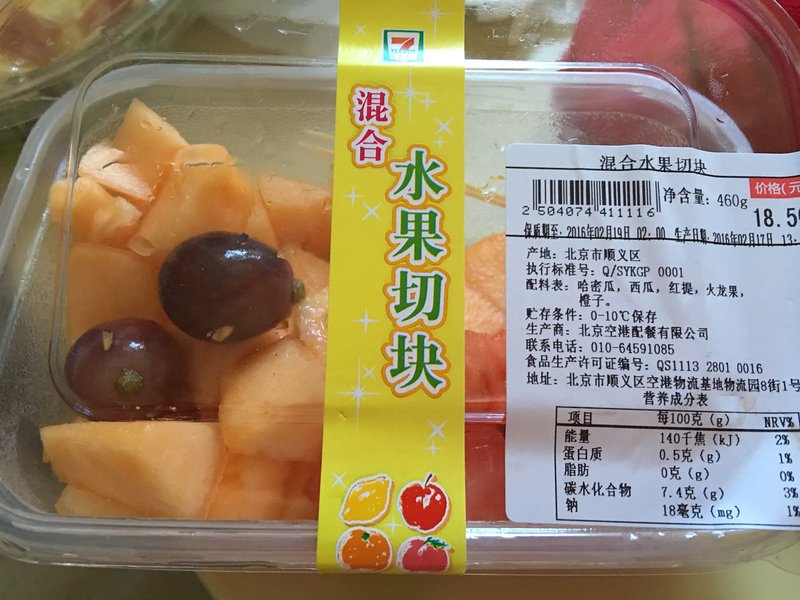 7
混合
水果切块
混合水果切块
2 504074 411116
净含量: 460g
价格(元
18.50
保质期至: 2016年02月19日 02: 00 生产日期: 2016年02月17日 13:
产地: 北京市顺义区
执行标准号: Q/SYKGP 0001
配料表: 哈密瓜, 西瓜, 红提, 火龙果,
橙子.
贮存条件: 0-10℃保存
生产商: 北京空港配餐有限公司
联系电话: 010-64591085
食品生产许可证编号: QS1113 2801 0016
地址: 北京市顺义区空港物流基地物流园8街1号
营养成分表
项目 每100克(g) NRV%
能量 140千焦(kJ) 2%
蛋白质 0.5克(g) 1%
脂肪 0克(g) 0%
碳水化合物 7.4克(g) 3%
钠 18毫克(mg) 1%